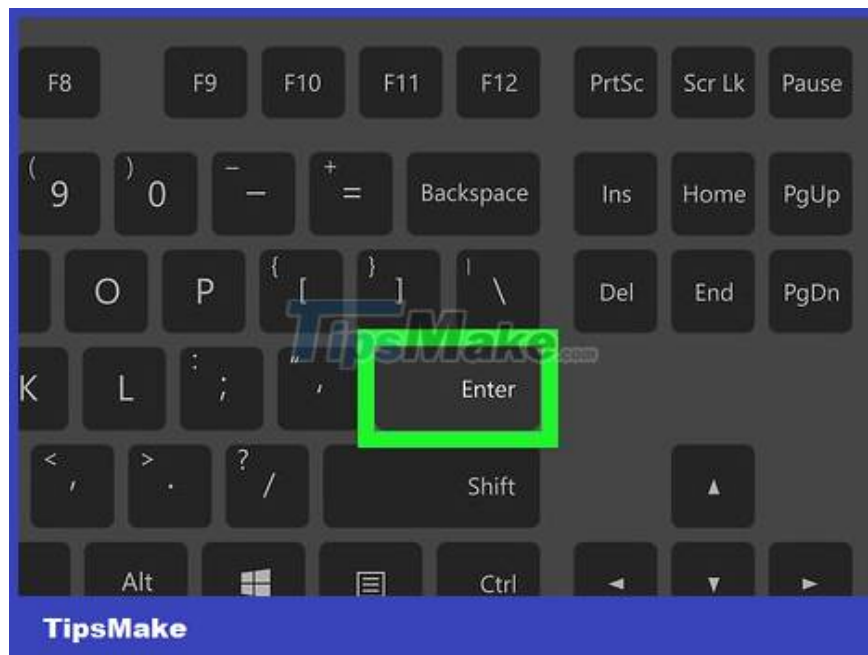 F8 F9 F10 F11 F12 PrtSc Scr Lk Pause
( 9 ) 0 _ - + = Backspace Ins Home PgUp
O P { [ } ] | \ Del End PgDn
TipsMake.com
K L : ; " ' Enter
< , > . ? / Shift
Alt Ctrl
TipsMake